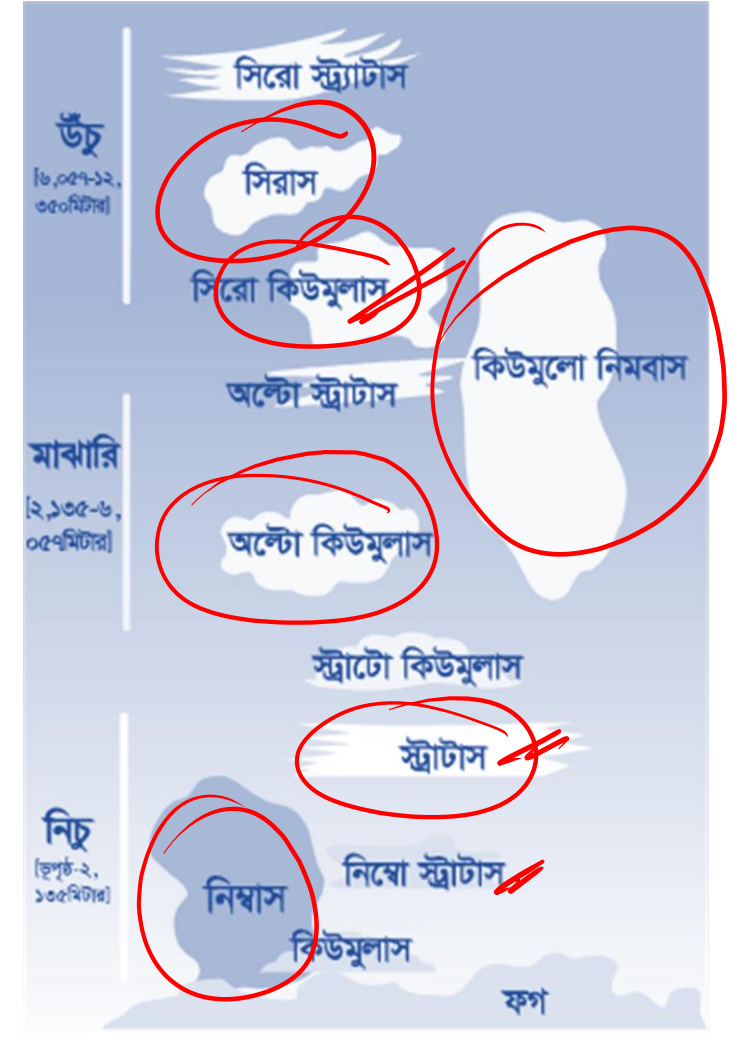 সিরো স্ট্র্যাটাস
উঁচু
[৬,০৫৭-১২,
৩৫০মিটার]
সিরাস
সিরো কিউমুলাস
কিউমুলো নিমবাস
অল্টো স্ট্রাটাস
মাঝারি
[২,১৩৫-৬,
০৫৭মিটার]
অল্টো কিউমুলাস
স্ট্রাটো কিউমুলাস
স্ট্রাটাস
নিচু
[ভূপৃষ্ঠ-২,
১৩৫মিটার]
নিম্বো স্ট্রাটাস
নিম্বাস
কিউমুলাস
ফগ